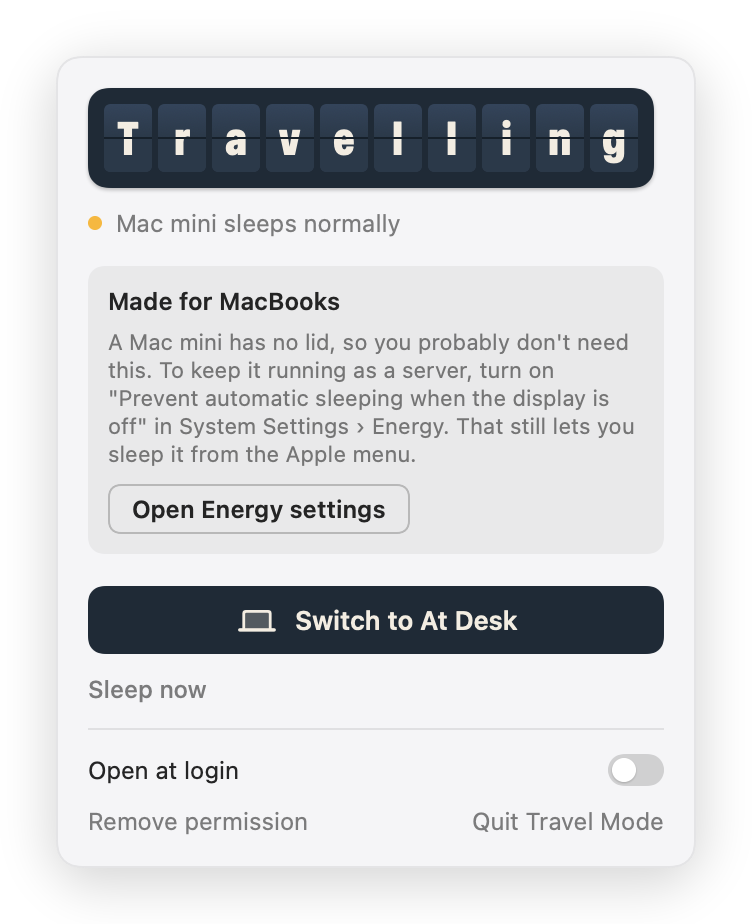 Travelling
Mac mini sleeps normally
Made for MacBooks
A Mac mini has no lid, so you probably don't need
this. To keep it running as a server, turn on
"Prevent automatic sleeping when the display is
off" in System Settings › Energy. That still lets you
sleep it from the Apple menu.
Open Energy settings
Switch to At Desk
Sleep now
Open at login
Remove permission
Quit Travel Mode